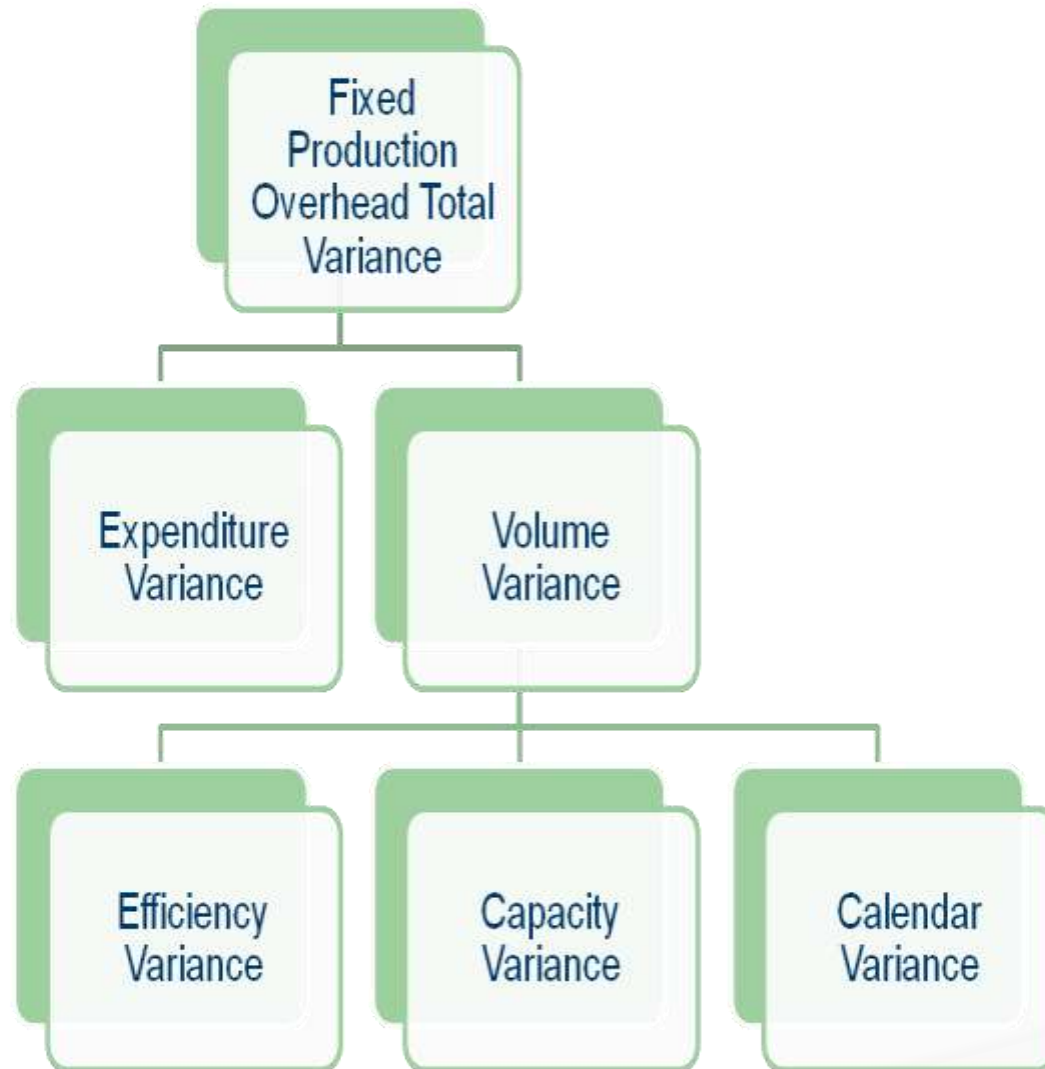 Fixed
Production
Overhead Total
Variance
Expenditure
Variance
Volume
Variance
Efficiency
Variance
Capacity
Variance
Calendar
Variance